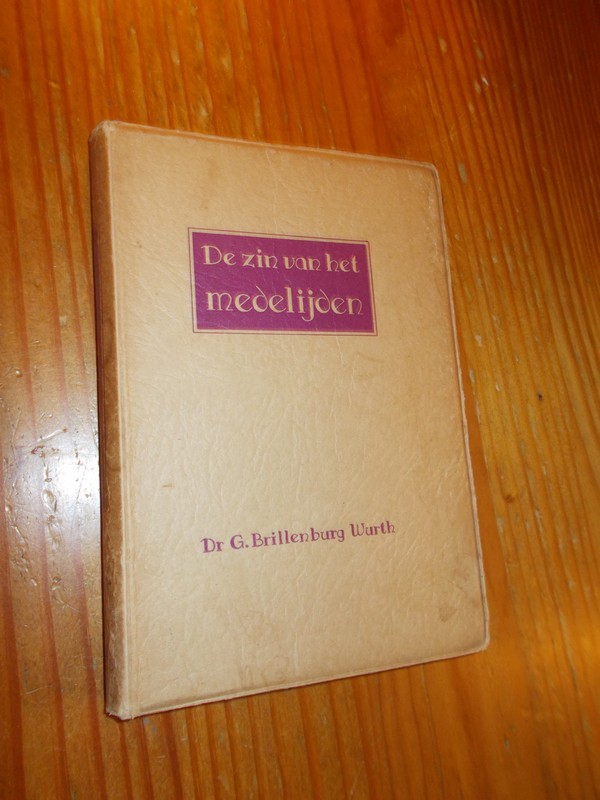 De zin van het
medelijden
Dr G. Brillenburg Wurth